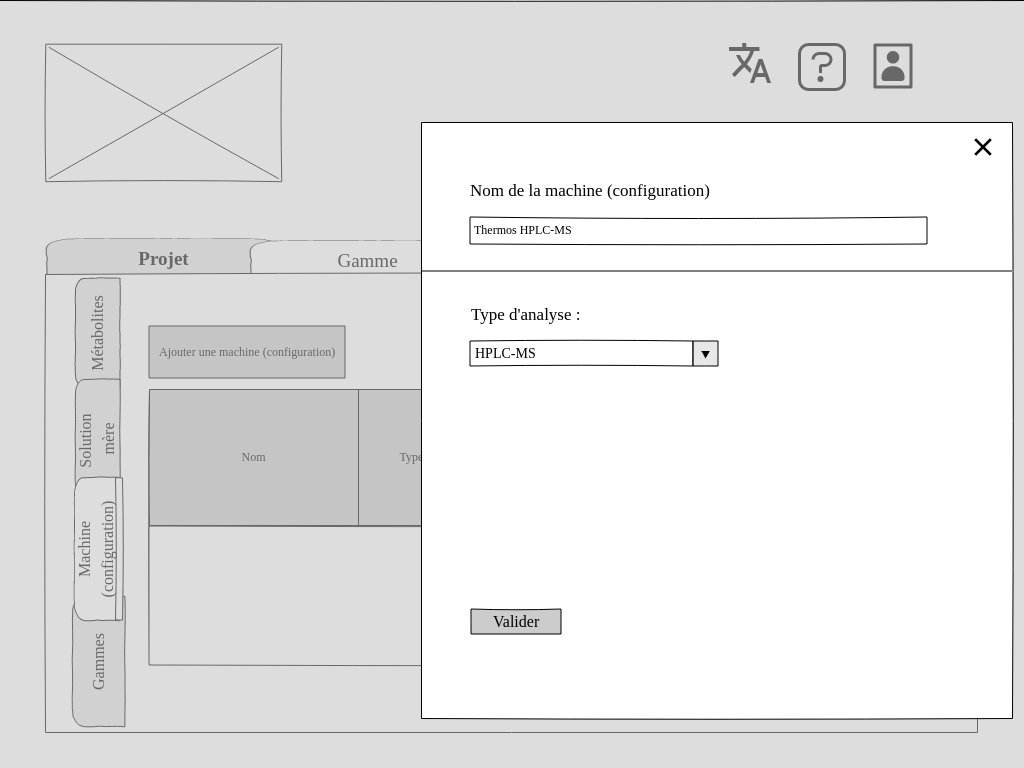 Nom de la machine (configuration)
Thermos HPLC-MS
Projet
Gamme
Métabolites
Ajouter une machine (configuration)
Type d'analyse :
HPLC-MS
Solution
mère
Nom
Type
Machine
(configuration)
Gammes
Valider